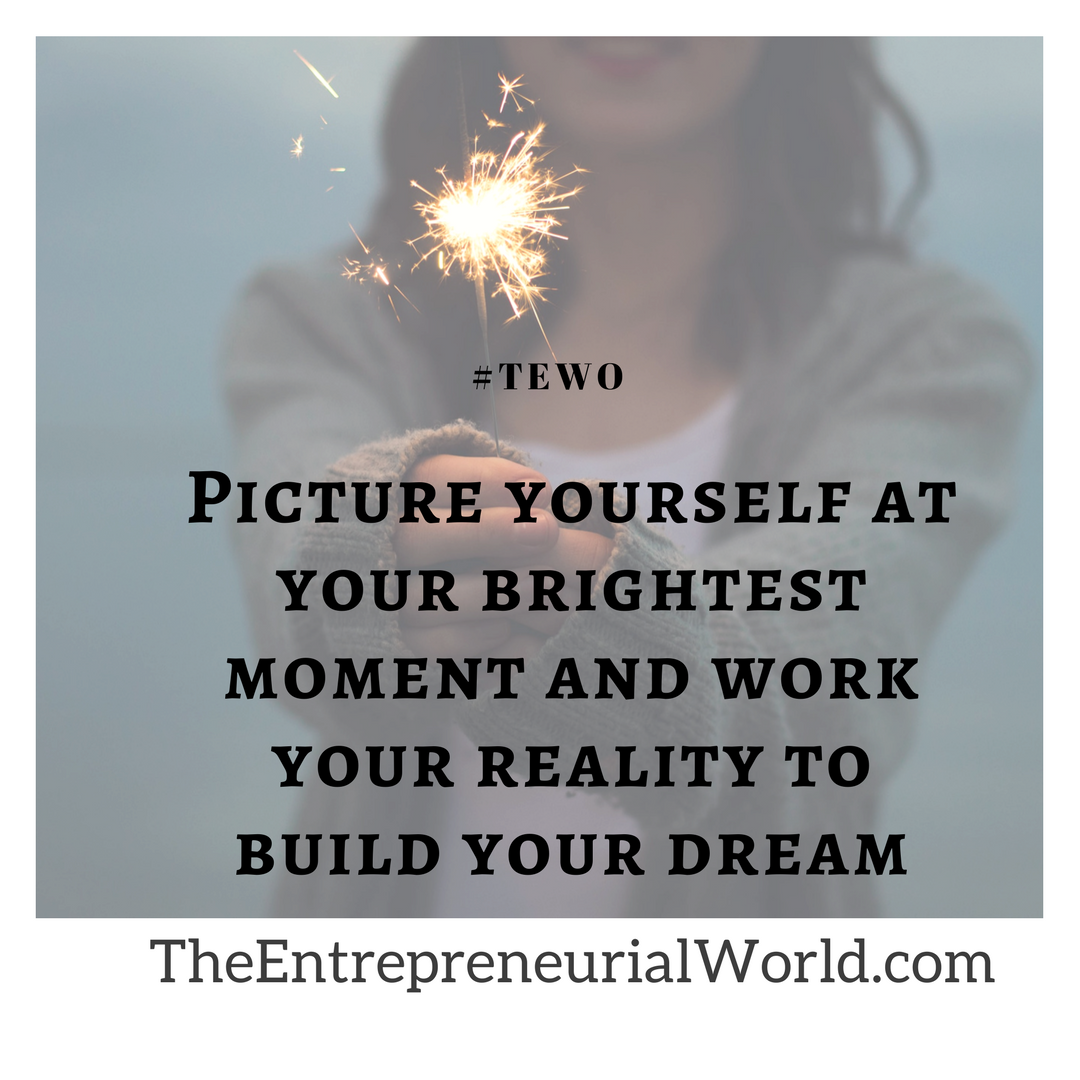 #TEWO
Picture yourself at
your brightest
moment and work
your reality to
build your dream
TheEntrepreneurialWorld.com